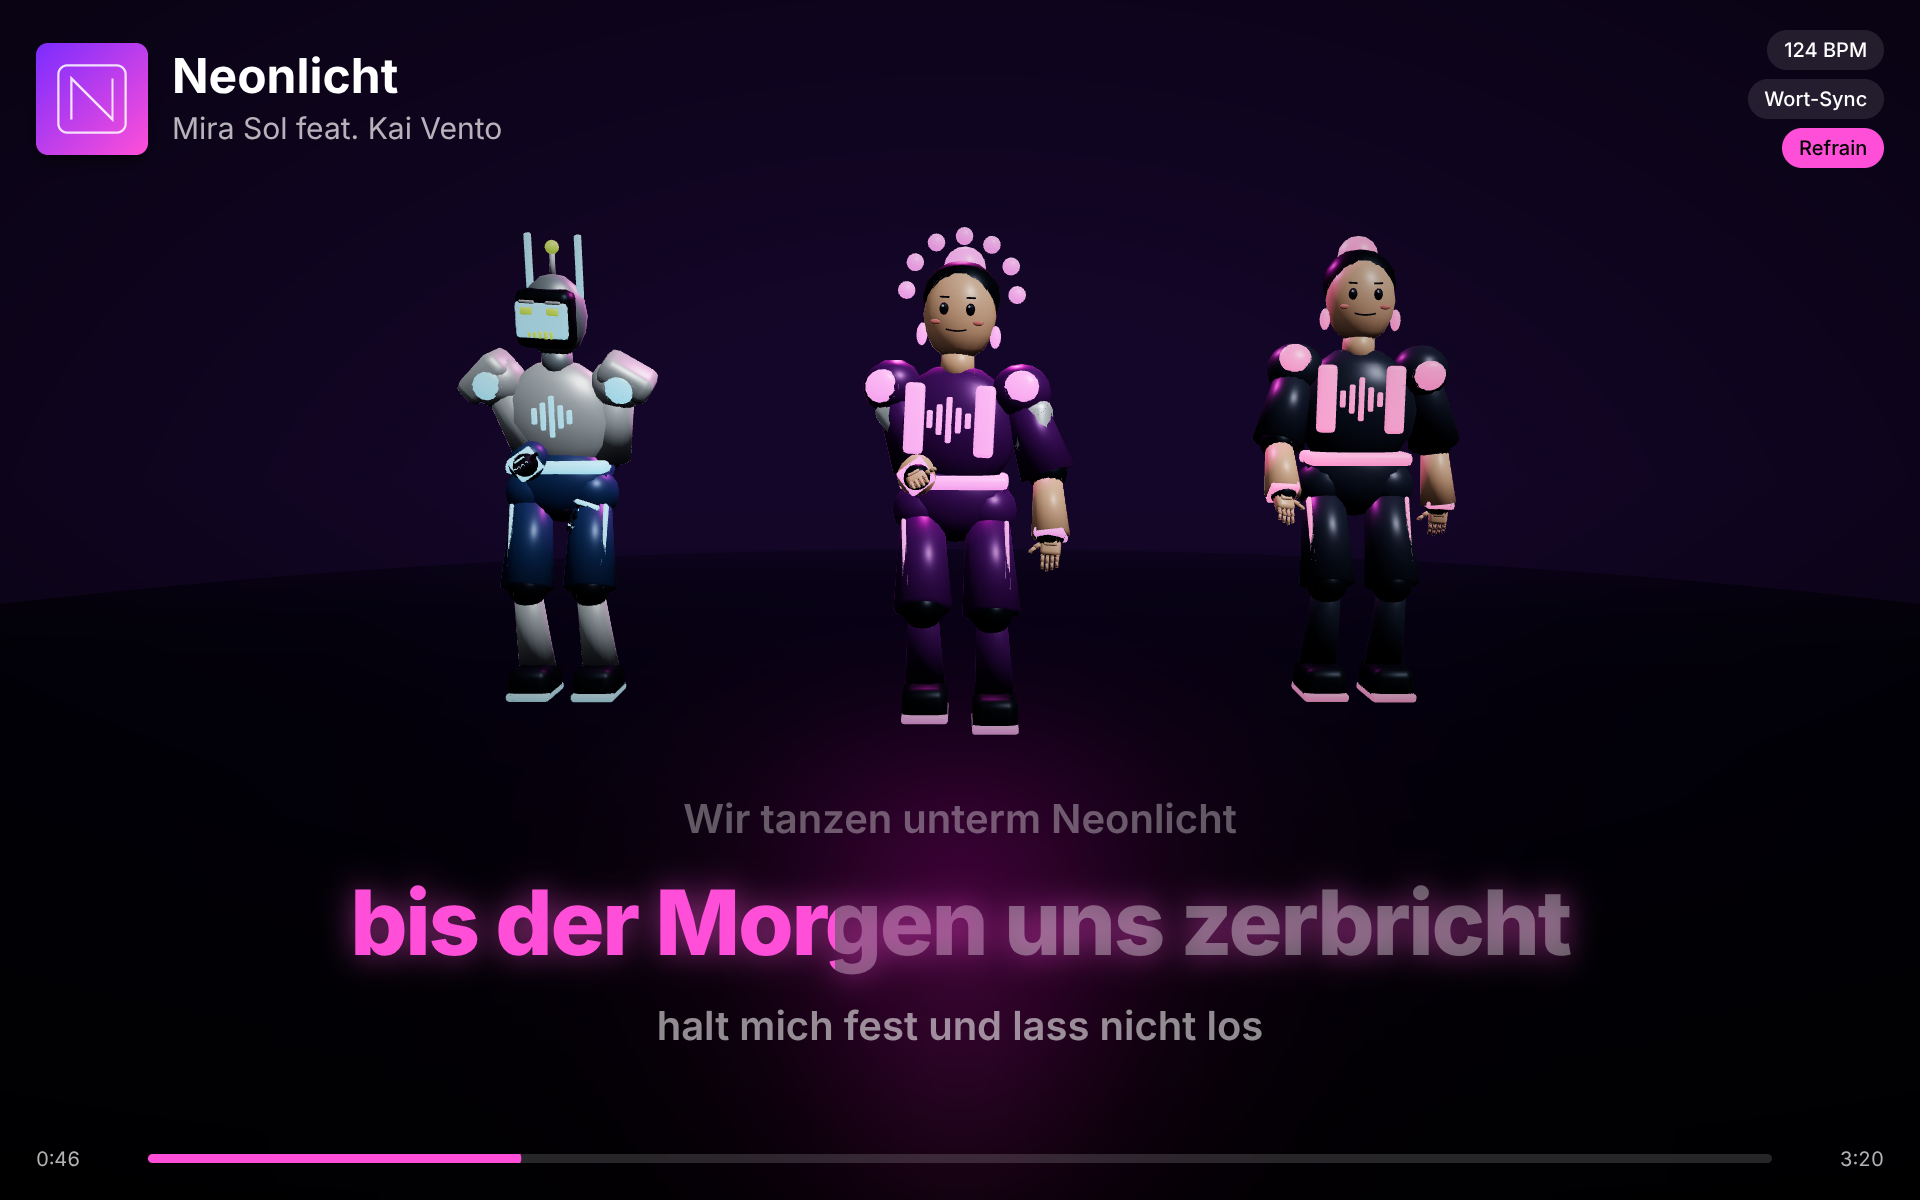 N
Neonlicht
Mira Sol feat. Kai Vento
124 BPM
Wort-Sync
Refrain
Wir tanzen unterm Neonlicht
bis der Morgen uns zerbricht
halt mich fest und lass nicht los
0:46
3:20